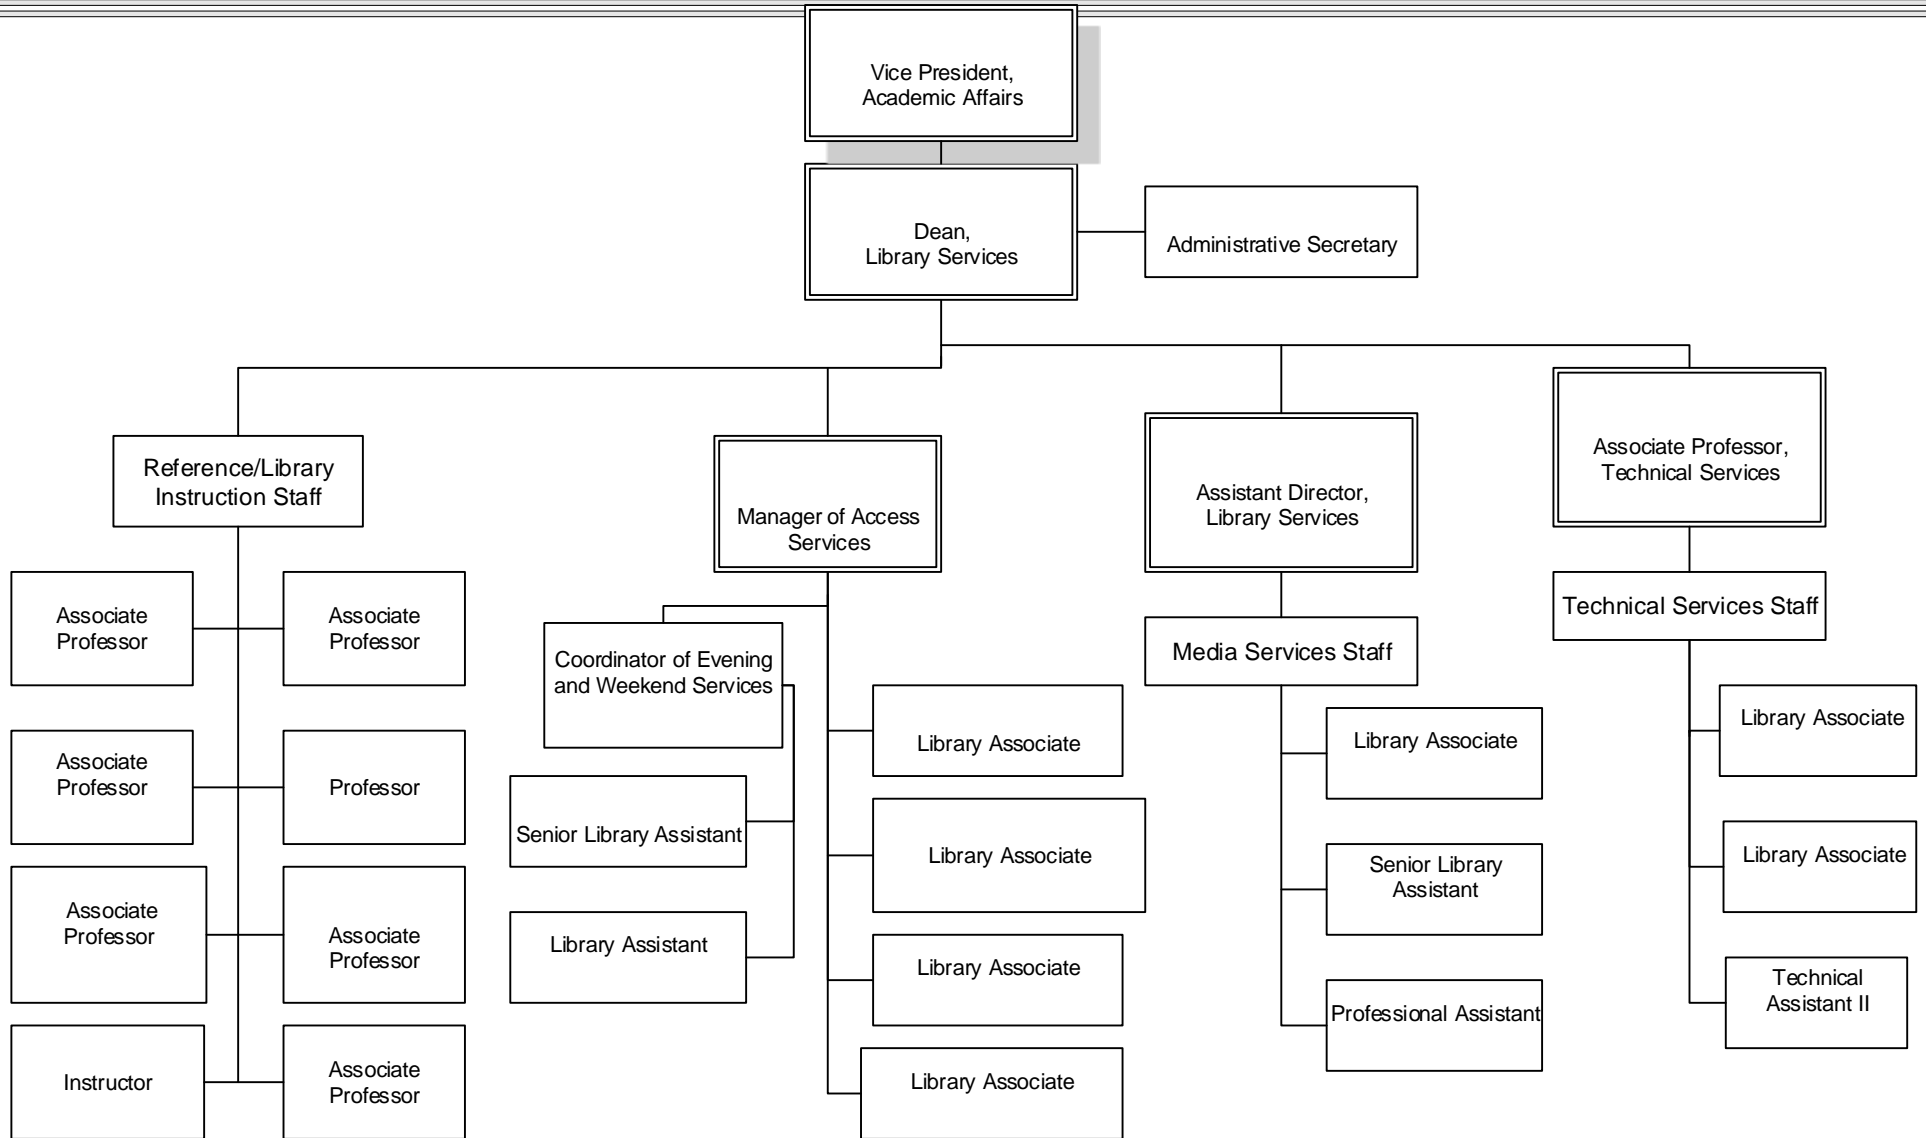 Vice President,
Academic Affairs
Dean,
Library Services
Administrative Secretary
Reference/Library
Instruction Staff
Manager of Access
Services
Assistant Director,
Library Services
Associate Professor,
Technical Services
Associate
Professor
Associate
Professor
Associate
Professor
Professor
Associate
Professor
Associate
Professor
Instructor
Associate
Professor
Coordinator of Evening
and Weekend Services
Senior Library Assistant
Library Assistant
Library Associate
Library Associate
Library Associate
Library Associate
Media Services Staff
Library Associate
Senior Library
Assistant
Professional Assistant
Technical Services Staff
Library Associate
Library Associate
Technical
Assistant II